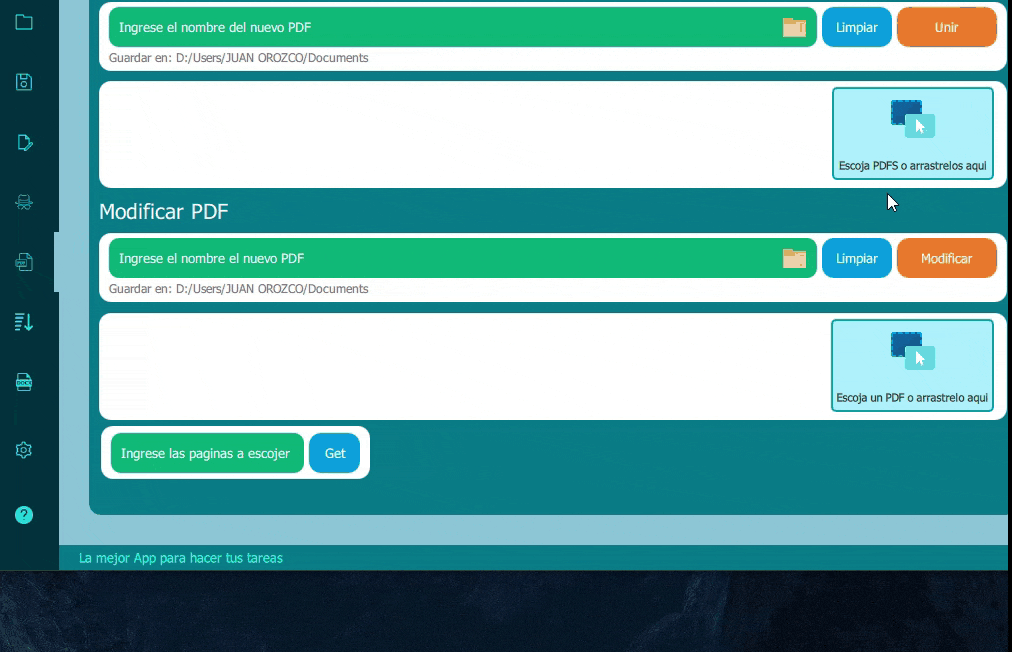 Ingrese el nombre del nuevo PDF
Limpiar
Unir
Guardar en: D:/Users/JUAN OROZCO/Documents
Escoja PDFS o arrastrelos aqui
Modificar PDF
Ingrese el nombre el nuevo PDF
Limpiar
Modificar
Guardar en: D:/Users/JUAN OROZCO/Documents
Escoja un PDF o arrastrelo aqui
Ingrese las paginas a escojer
Get
La mejor App para hacer tus tareas